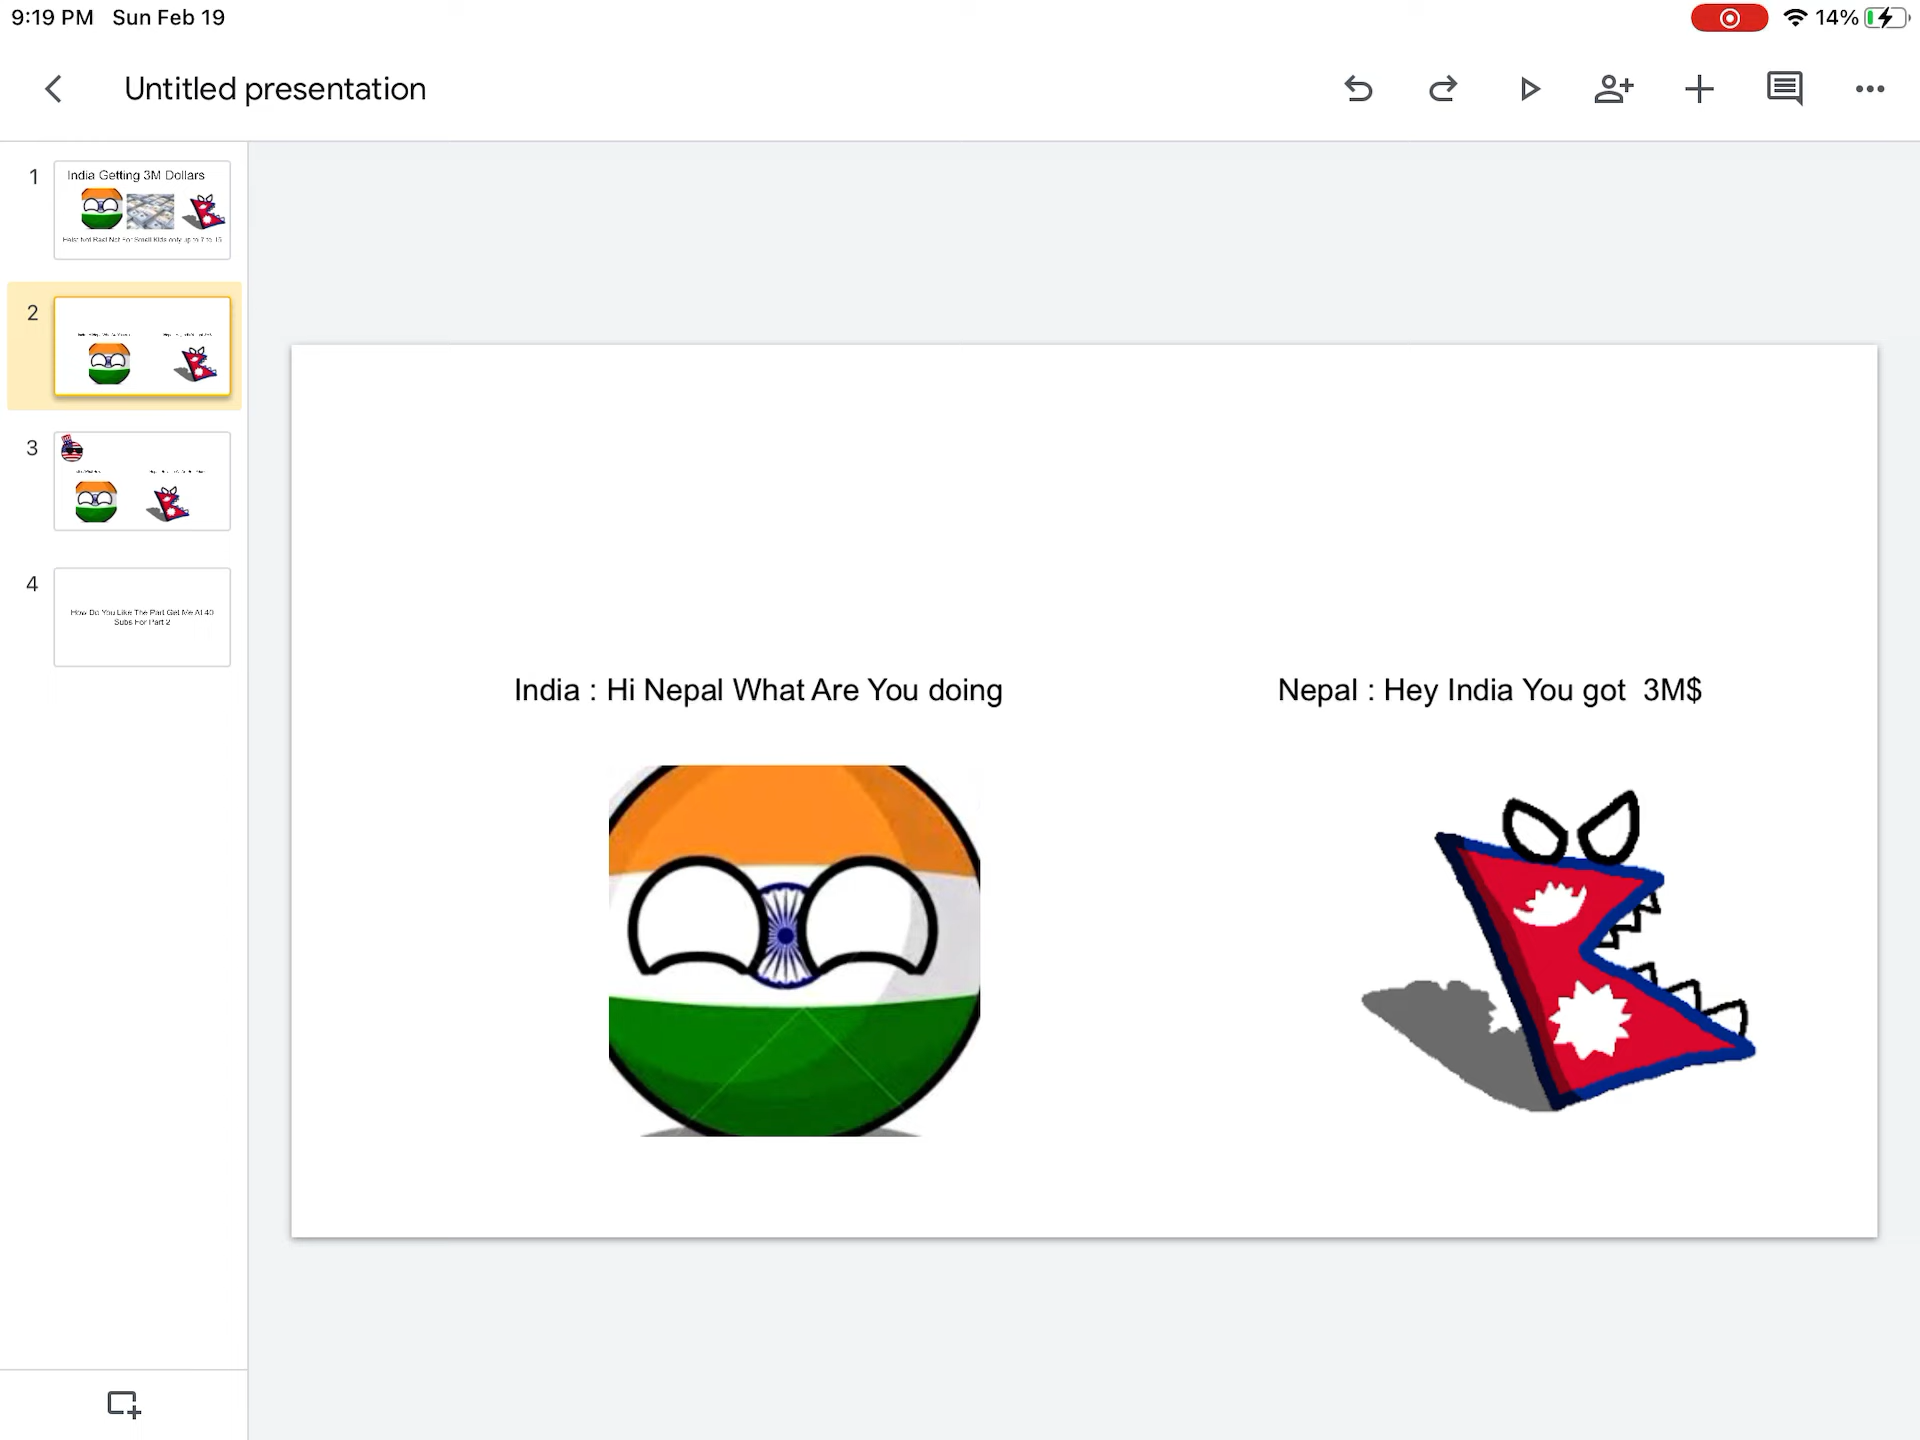 9:19 PM Sun Feb 19
14%
Untitled presentation
1
India Getting 3M Dollars
2
3
4
How Do You Like The Part Get Me At 40
Subs For Part 2
India : Hi Nepal What Are You doing
Nepal : Hey India You got 3M$